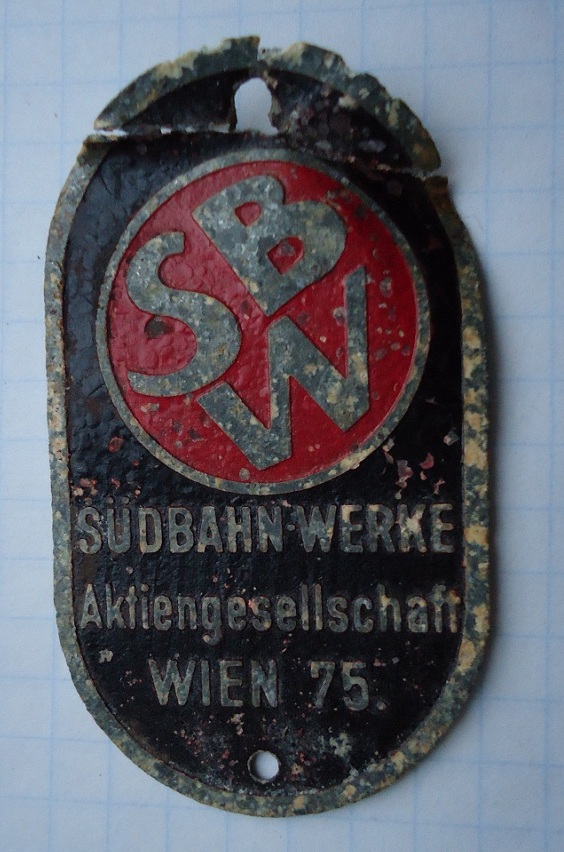 SBW
SÜDBAHN-WERKE
Aktiengesellschaft
WIEN 75.